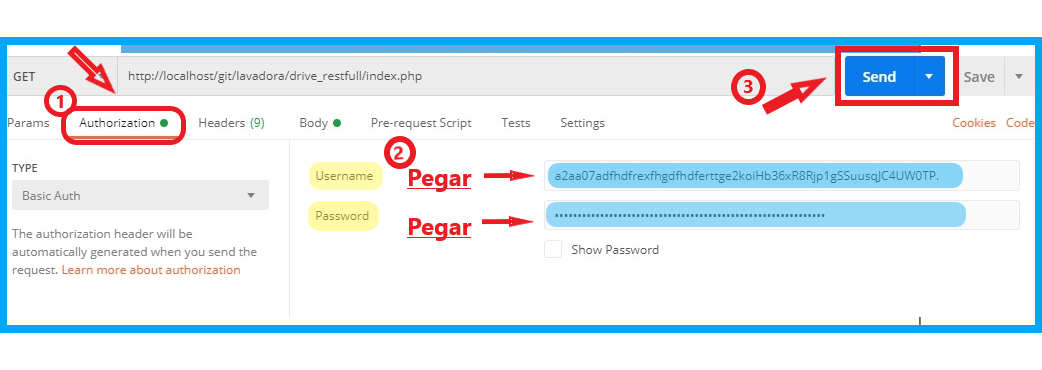 GET
http://localhost/git/lavadora/drive_restfull/index.php
Send
Save
1
3
Params
Authorization
Headers (9)
Body
Pre-request Script
Tests
Settings
Cookies
Code
TYPE
Basic Auth
The authorization header will be
automatically generated when you send the
request. Learn more about authorization
2
Username
Pegar
a2aa07adfhdfrexfhgdfhdferttge2koiHb36xR8Rjp1gSSuusqJC4UW0TP.
Password
Pegar
Show Password